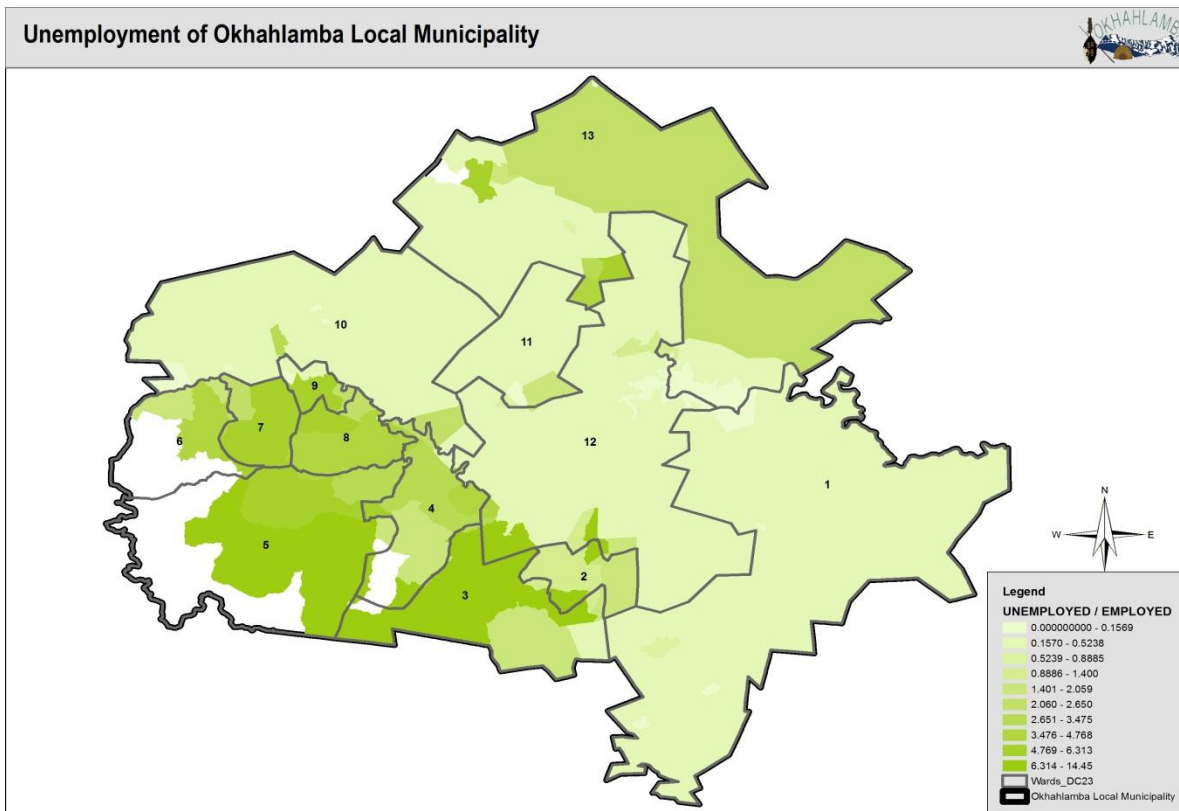 Unemployment of Okhahlamba Local Municipality
OKHAHLAMBA
13
10
11
9
6
7
8
12
1
4
5
2
3
N
W
E
S
Legend
UNEMPLOYED / EMPLOYED
0.000000000 - 0.1569
0.1570 - 0.5238
0.5239 - 0.8885
0.8886 - 1.400
1.401 - 2.059
2.060 - 2.650
2.651 - 3.475
3.476 - 4.768
4.769 - 6.313
6.314 - 14.45
Wards_DC23
Okhahlamba Local Municipality